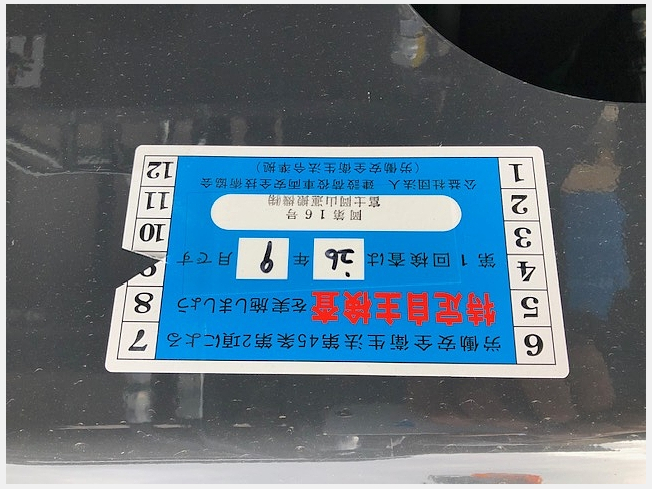 6
5
4
3
2
1
労働安全衛生法第45条第2項による
特定自主検査を実施しましょう
第1回検査は'26年9月です
岡第16号
富士岡山運搬機㈱
公益社団法人 建設荷役車両安全技術協会
(労働安全衛生法令準拠)
7
8
9
10
11
12